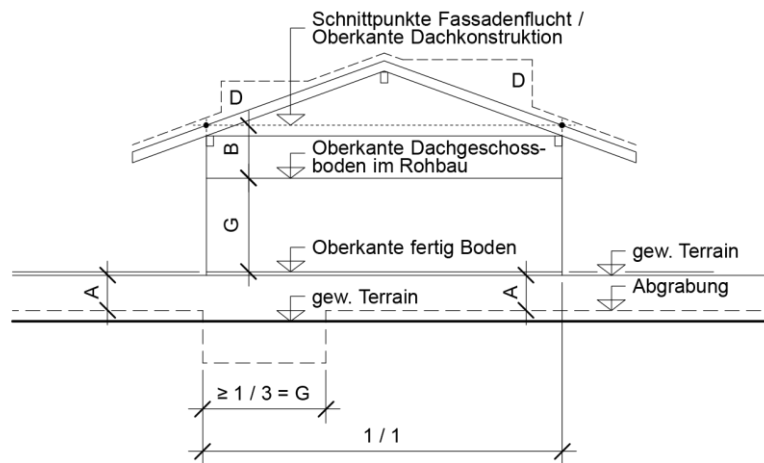 Schnittpunkte Fassadenflucht /
Oberkante Dachkonstruktion
D
D
B
Oberkante Dachgeschoss-
boden im Rohbau
G
Oberkante fertig Boden
gew. Terrain
A
gew. Terrain
A
Abgrabung
≥ 1 / 3 = G
1 / 1